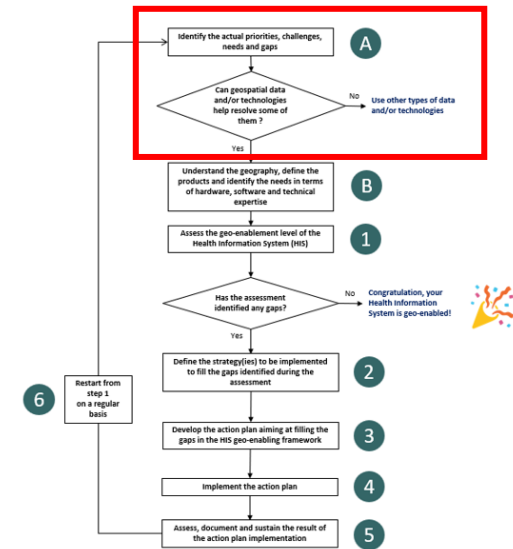 Identify the actual priorities, challenges,
needs and gaps
A
Can geospatial data
and/or technologies
help resolve some of
them ?
No
Use other types of data
and/or technologies
Yes
Understand the geography, define the
products and identify the needs in terms
of hardware, software and technical
expertise
B
Assess the geo-enablement level of the
Health Information System (HIS)
1
Has the assessment
identified any gaps?
No
Congratulation, your
Health Information
System is geo-enabled!
Yes
Define the strategy(ies) to be implemented
to fill the gaps identified during the
assessment
2
6
Restart from
step 1
on a regular
basis
Develop the action plan aiming at filling the
gaps in the HIS geo-enabling framework
3
Implement the action plan
4
Assess, document and sustain the result of
the action plan implementation
5